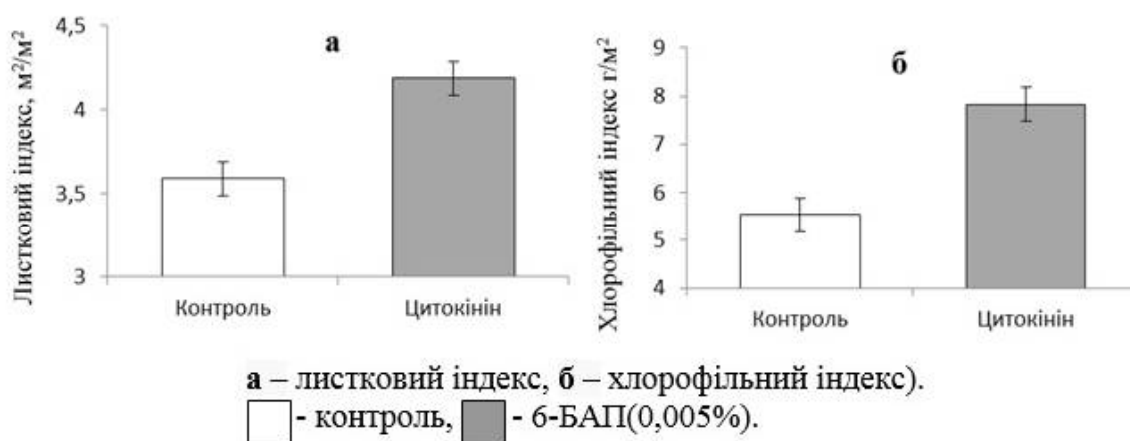 Листковий індекс, м²/м²
4,5
4
3,5
3
а
Контроль
Цитокінін
Хлорофільний індекс г/м²
9
8
7
6
5
4
б
Контроль
Цитокінін
а – листковий індекс, б – хлорофільний індекс).
- контроль, - 6-БАП(0,005%).